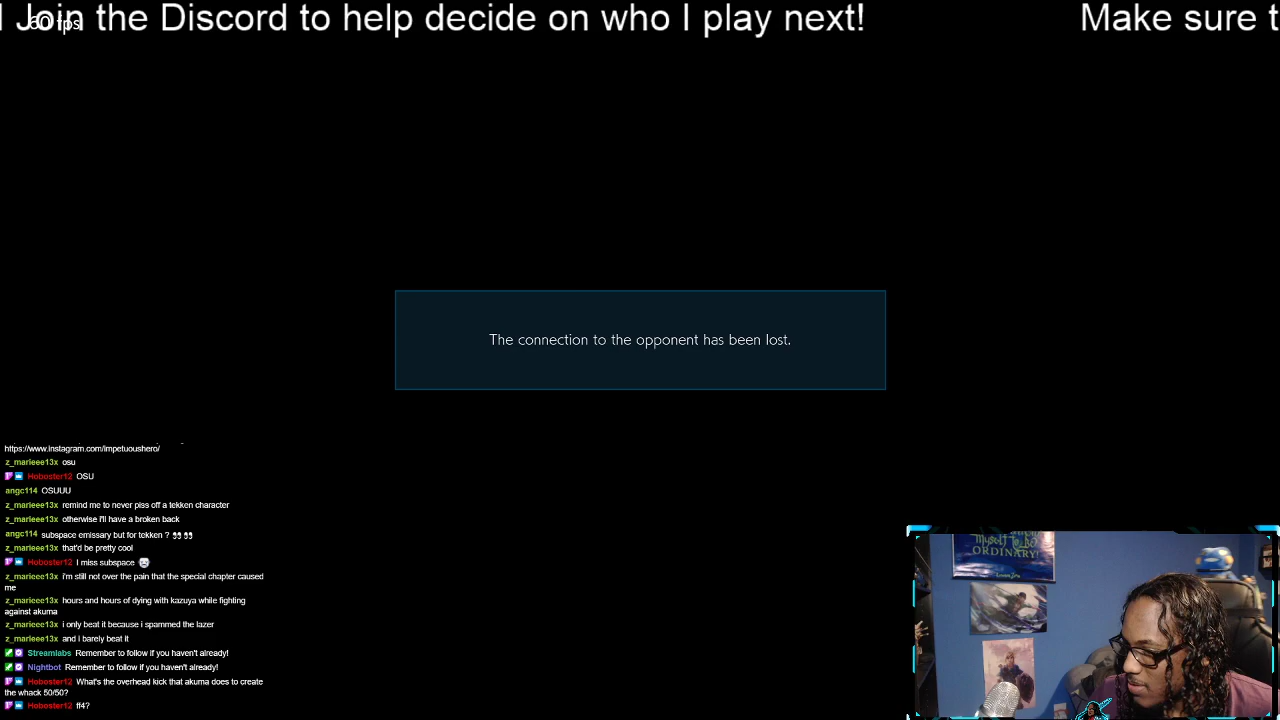 Join the Discord to help decide on who I play next! Make sure t
60 fps
The connection to the opponent has been lost.
https://www.instagram.com/impetuoushero/
z_marieee13x osu
Hoboster12 OSU
angc114 OSUUU
z_marieee13x remind me to never piss off a tekken character
z_marieee13x otherwise i'll have a broken back
angc114 subspace emissary but for tekken ?
z_marieee13x that'd be pretty cool
Hoboster12 I miss subspace
z_marieee13x i'm still not over the pain that the special chapter caused
me
z_marieee13x hours and hours of dying with kazuya while fighting
against akuma
z_marieee13x i only beat it because i spammed the lazer
z_marieee13x and i barely beat it
Streamlabs Remember to follow if you haven't already!
Nightbot Remember to follow if you haven't already!
Hoboster12 What's the overhead kick that akuma does to create
the whack 50/50?
Hoboster12 ff4?
Myself to Be
ORDINARY!